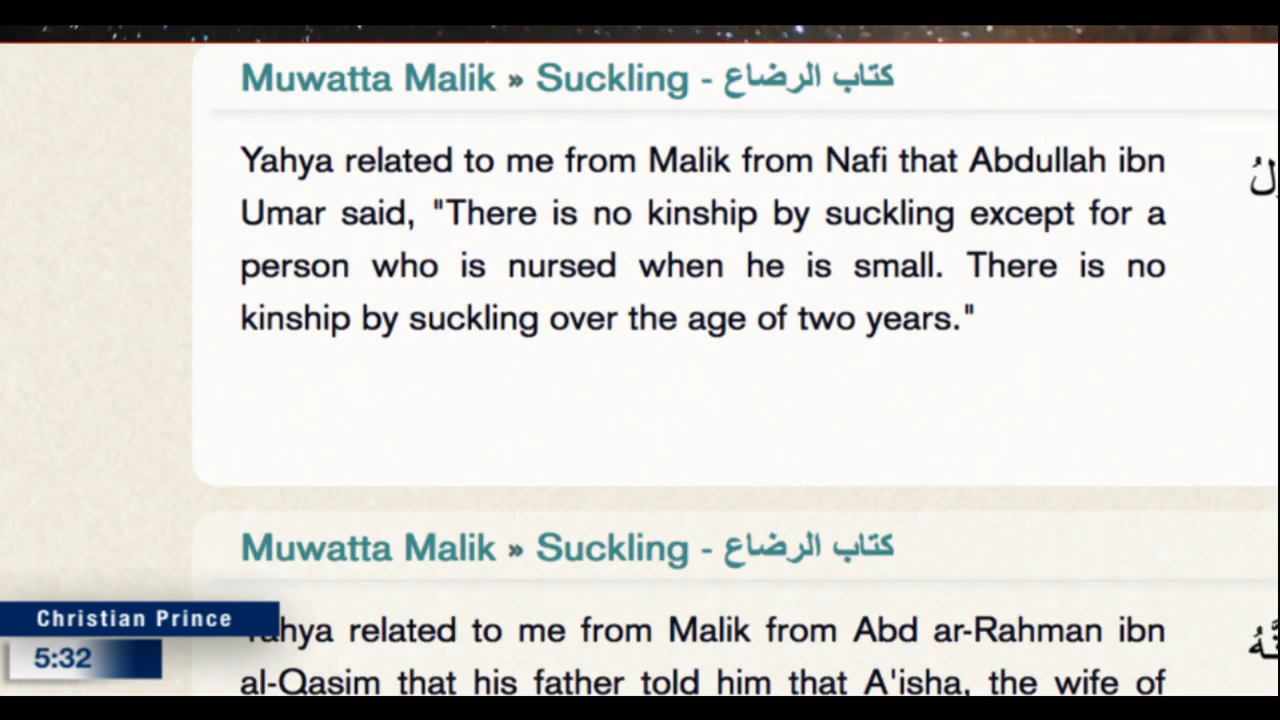 Muwatta Malik » Suckling - كتاب الرضاع
Yahya related to me from Malik from Nafi that Abdullah ibn
Umar said, "There is no kinship by suckling except for a
person who is nursed when he is small. There is no
kinship by suckling over the age of two years."
Muwatta Malik » Suckling - كتاب الرضاع
Yahya related to me from Malik from Abd ar-Rahman ibn
al-Qasim that his father told him that A'isha, the wife of
Christian Prince
5:32